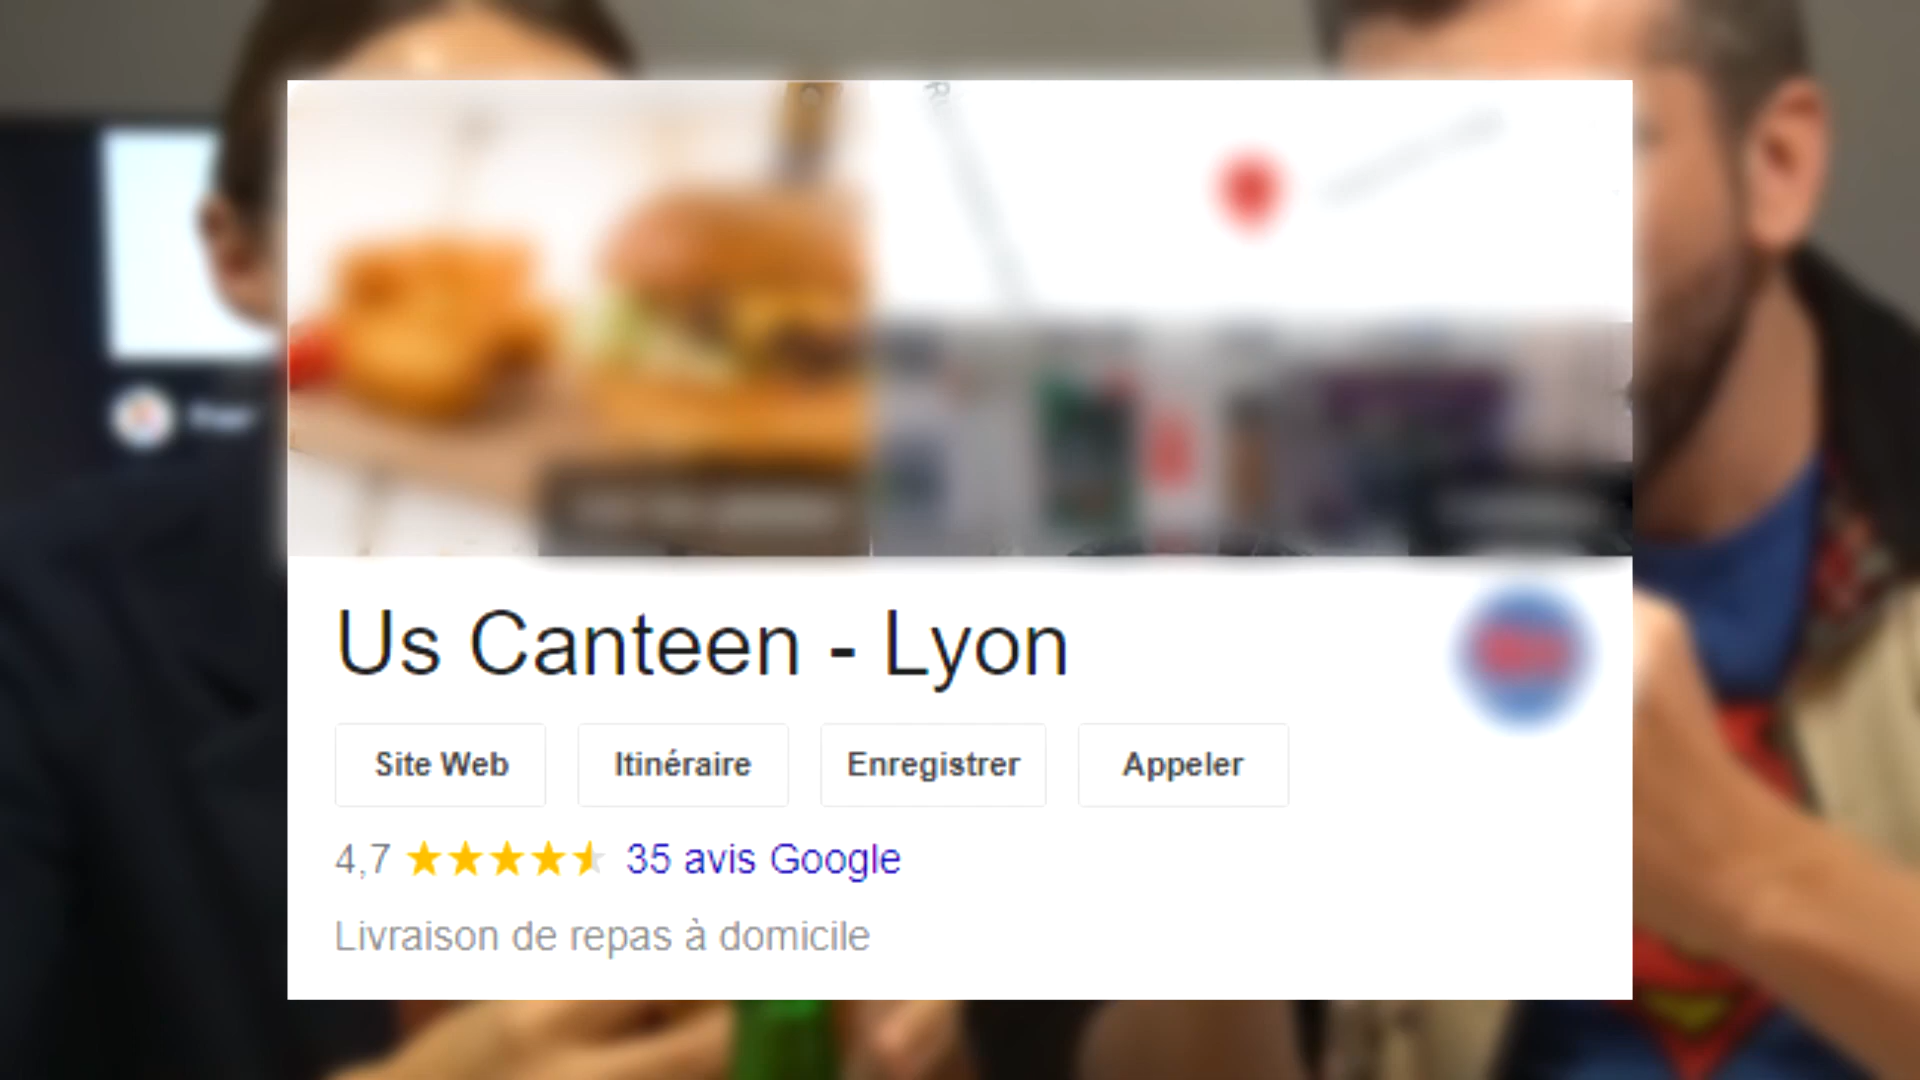 Us Canteen - Lyon
Site Web
Itinéraire
Enregistrer
Appeler
4,7
35 avis Google
Livraison de repas à domicile